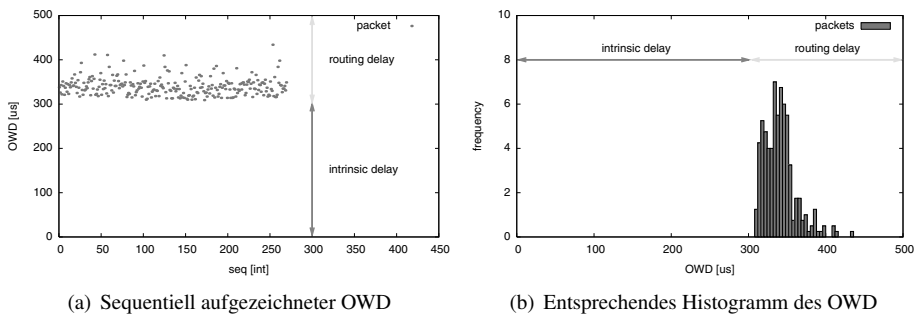 500
400
300
200
100
0
OWD [us]
packet
routing delay
intrinsic delay
0 50 100 150 200 250 300 350 400 450
seq [int]
(a) Sequentiell aufgezeichneter OWD
10
8
6
4
2
0
frequency
packets
intrinsic delay
routing delay
0 100 200 300 400 500
OWD [us]
(b) Entsprechendes Histogramm des OWD